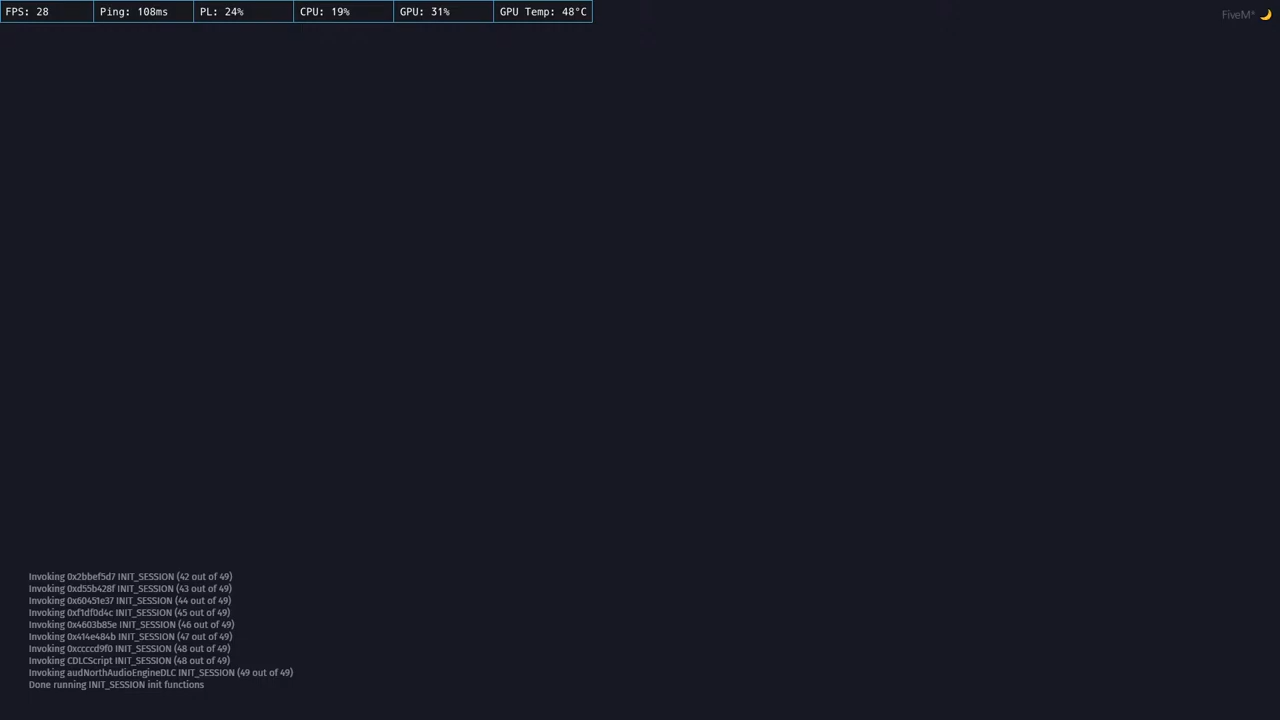 FPS: 28 Ping: 108ms PL: 24% CPU: 19% GPU: 31% GPU Temp: 48°C
FiveM* 🌙
Invoking 0x2bbef5d7 INIT_SESSION (42 out of 49)
Invoking 0xd55b428f INIT_SESSION (43 out of 49)
Invoking 0x60451e37 INIT_SESSION (44 out of 49)
Invoking 0xf1df0d4c INIT_SESSION (45 out of 49)
Invoking 0x4603b85e INIT_SESSION (46 out of 49)
Invoking 0x414e484b INIT_SESSION (47 out of 49)
Invoking 0xccccd9f0 INIT_SESSION (48 out of 49)
Invoking CDLCScript INIT_SESSION (48 out of 49)
Invoking audNorthAudioEngineDLC INIT_SESSION (49 out of 49)
Done running INIT_SESSION init functions